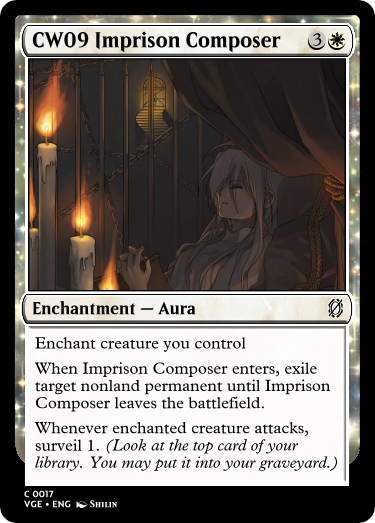 CW09 Imprison Composer 3
Enchantment — Aura
Enchant creature you control
When Imprison Composer enters, exile
target nonland permanent until Imprison
Composer leaves the battlefield.
Whenever enchanted creature attacks,
surveil 1. (Look at the top card of your
library. You may put it into your graveyard.)
C 0017
VGE • ENG Shilin